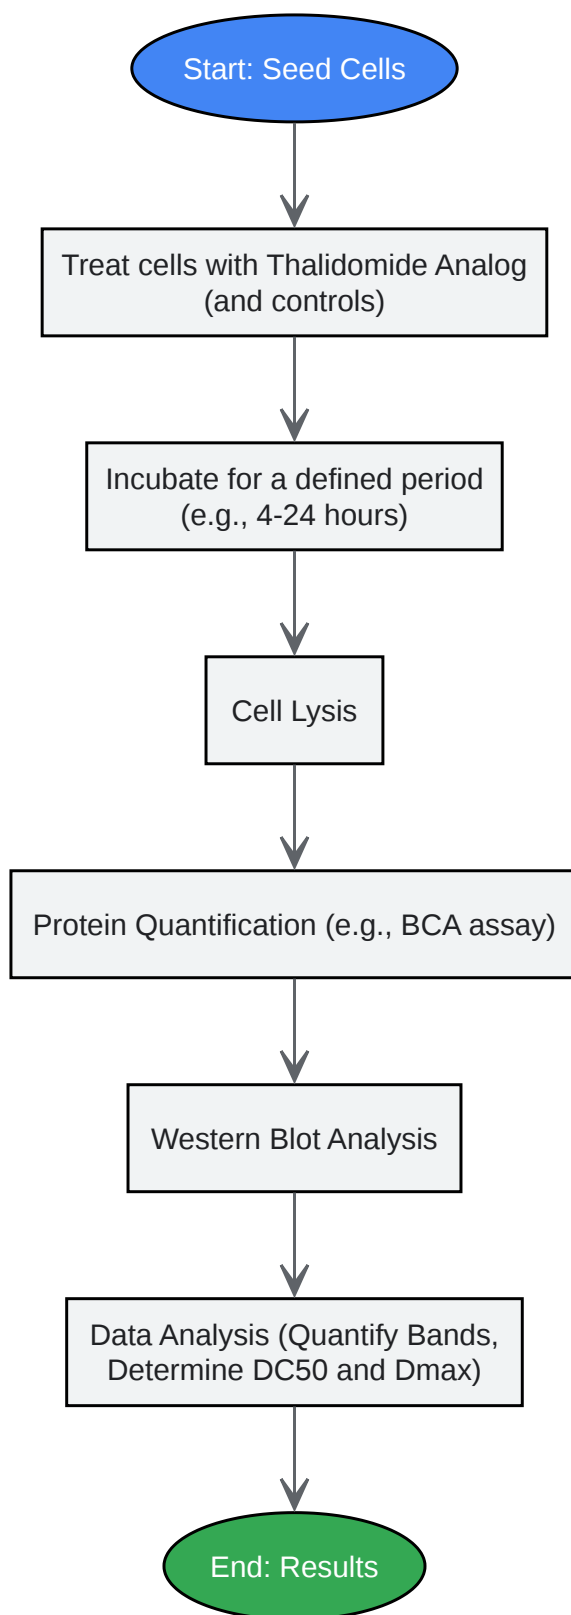 Start: Seed Cells
Treat cells with Thalidomide Analog
(and controls)
Incubate for a defined period
(e.g., 4-24 hours)
Cell Lysis
Protein Quantification (e.g., BCA assay)
Western Blot Analysis
Data Analysis (Quantify Bands,
Determine DC50 and Dmax)
End: Results